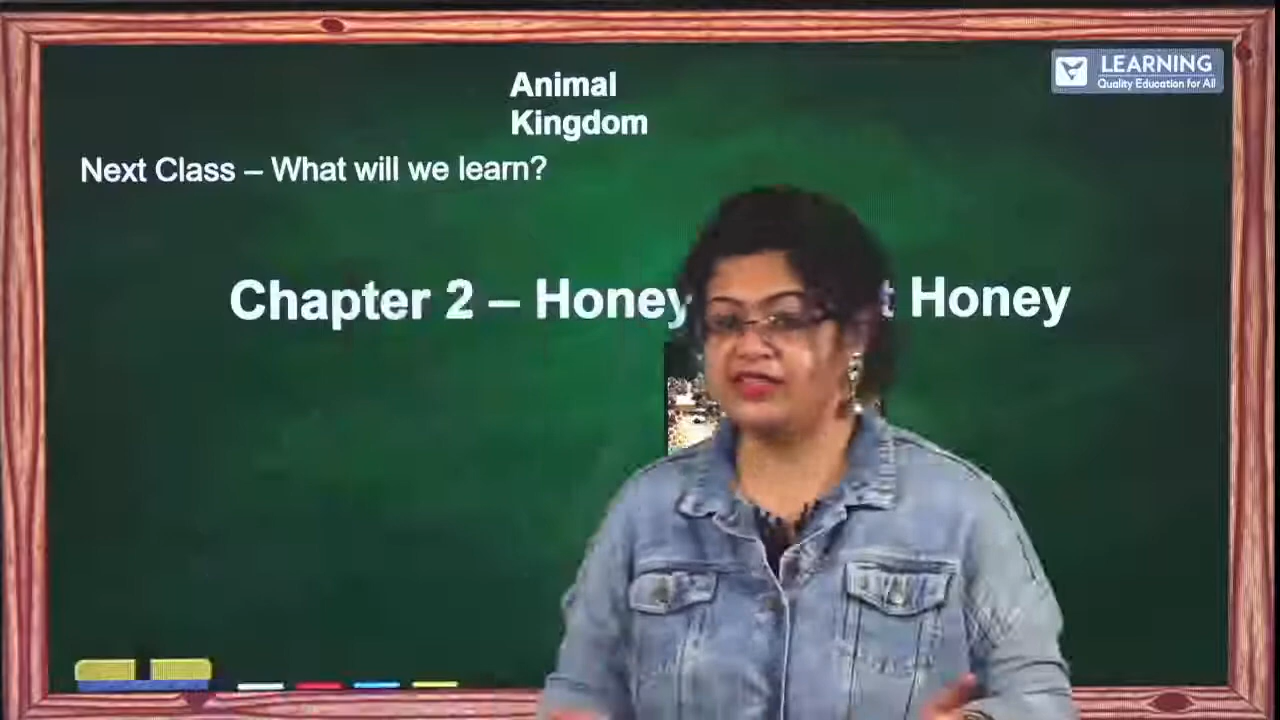 LEARNING
Quality Education for All
Animal
Kingdom
Next Class – What will we learn?
Chapter 2 – Honey Honey